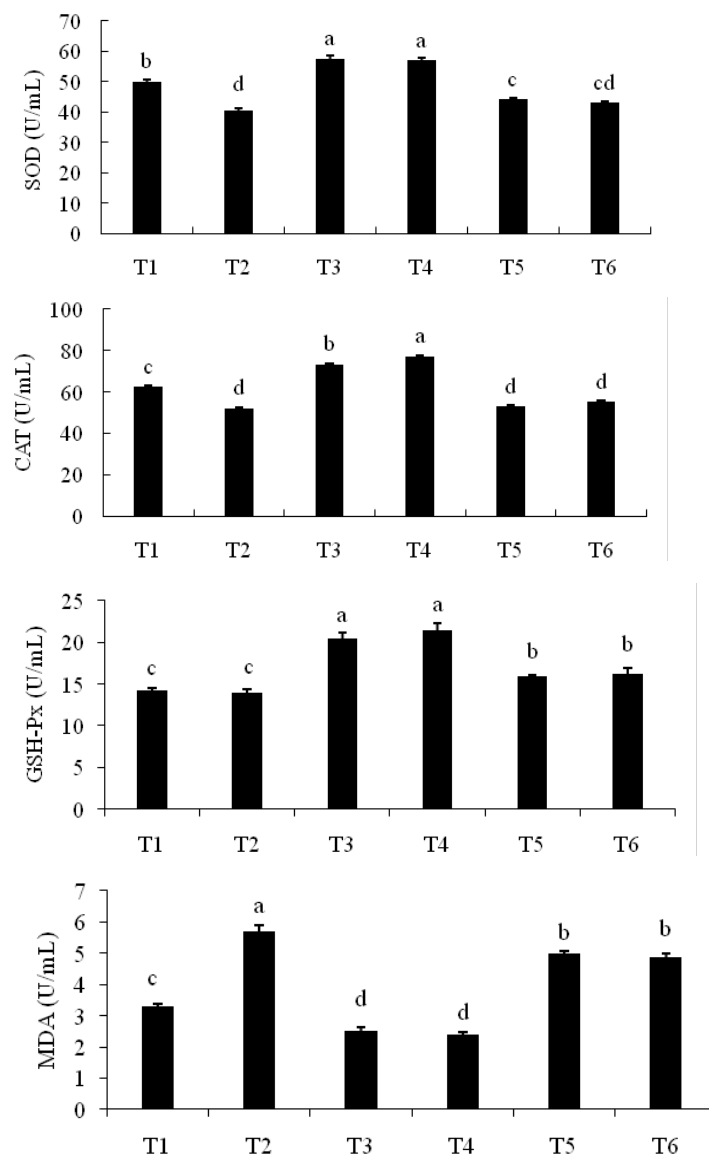 SOD (U/mL)
70
60
50
40
30
20
10
0
b
d
a
a
c
cd
T1 T2 T3 T4 T5 T6
CAT (U/mL)
100
80
60
40
20
0
c
d
b
a
d
d
T1 T2 T3 T4 T5 T6
GSH-Px (U/mL)
25
20
15
10
5
0
c
c
a
a
b
b
T1 T2 T3 T4 T5 T6
MDA (U/mL)
7
6
5
4
3
2
1
0
c
a
d
d
b
b
T1 T2 T3 T4 T5 T6